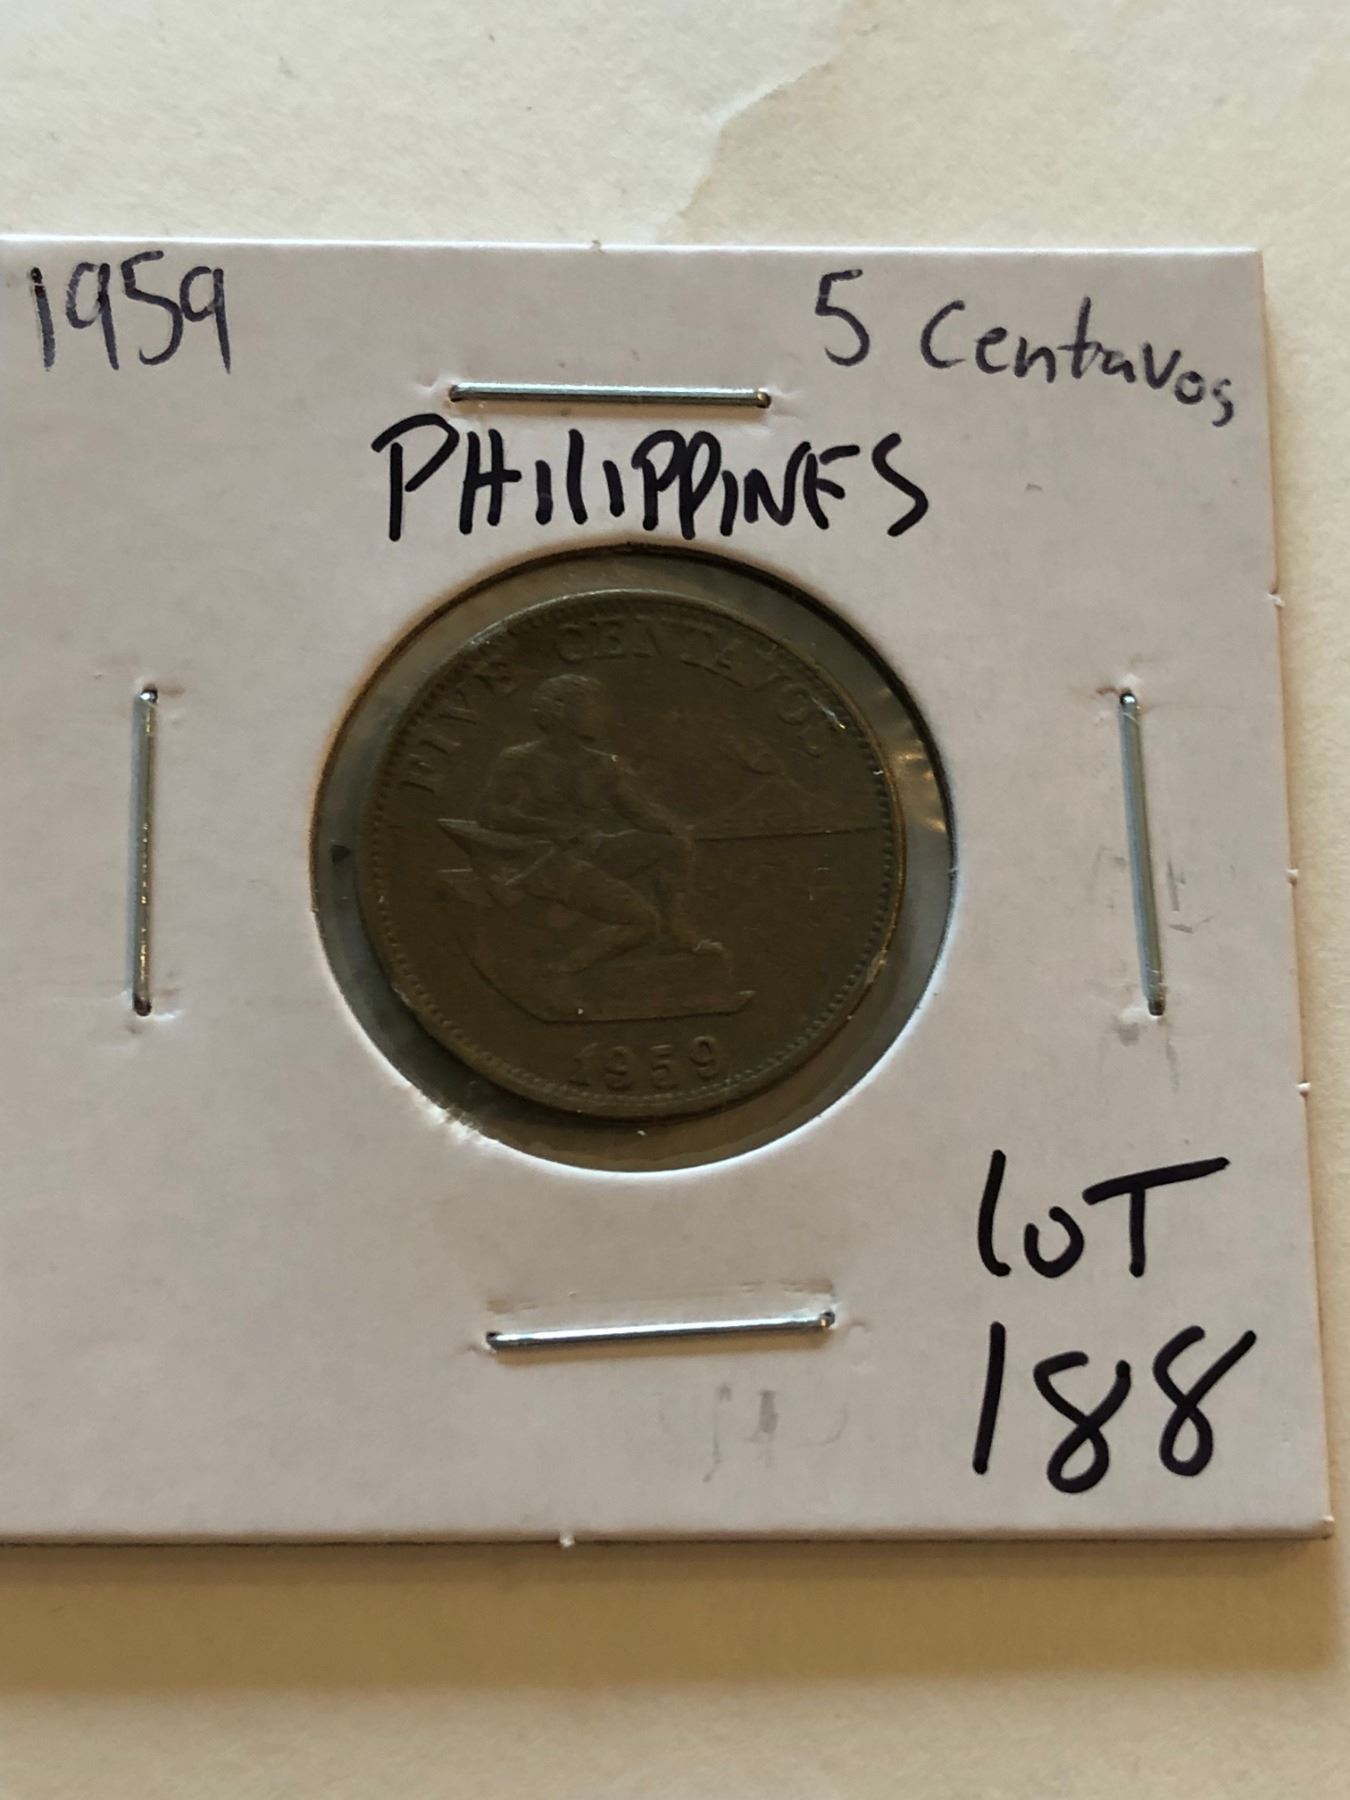 1959
5 Centavos
PHILIPPINES
FIVE CENTAVOS
1959
LOT
188